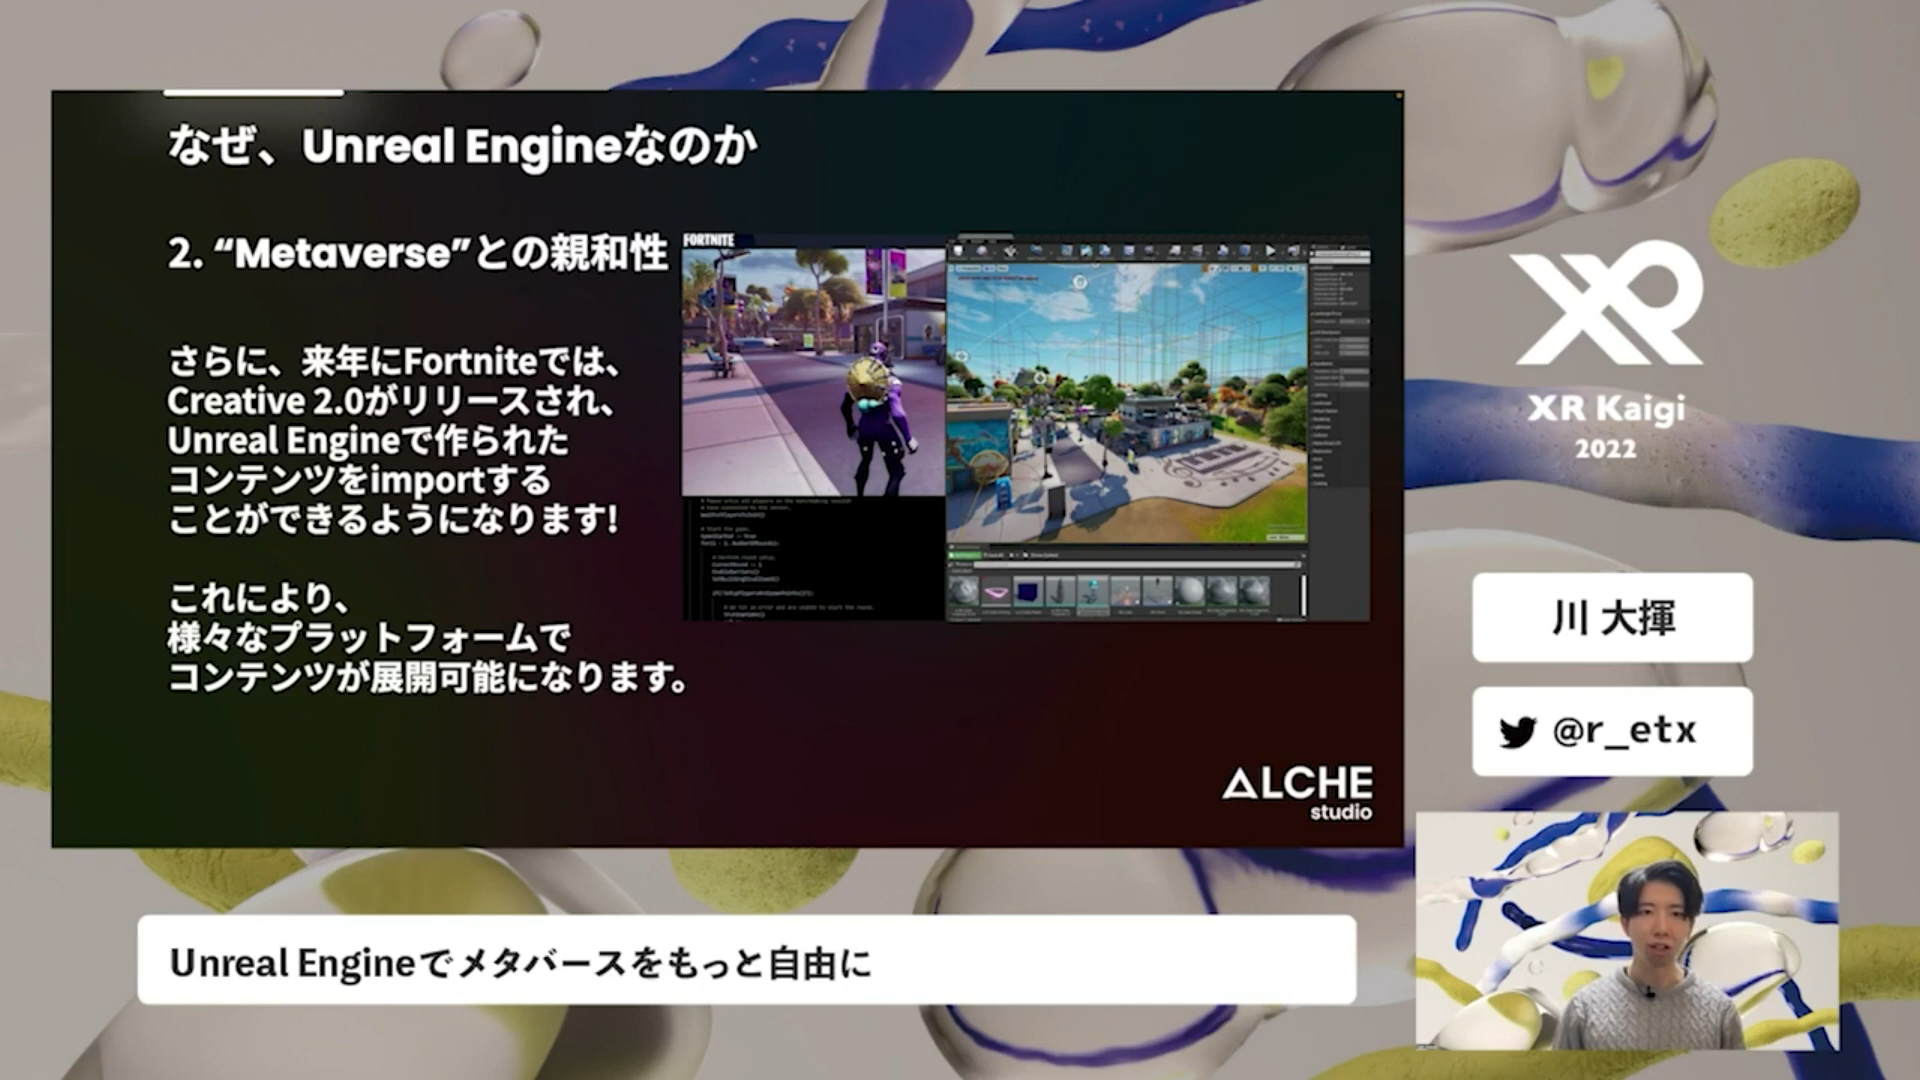 なぜ、Unreal Engineなのか
2. “Metaverse”との親和性
さらに、来年にFortniteでは、
Creative 2.0がリリースされ、
Unreal Engineで作られた
コンテンツをimportする
ことができるようになります!
これにより、
様々なプラットフォームで
コンテンツが展開可能になります。
FORTNITE
ALCHE
studio
XR
XR Kaigi
2022
川 大揮
@r_etx
Unreal Engineでメタバースをもっと自由に